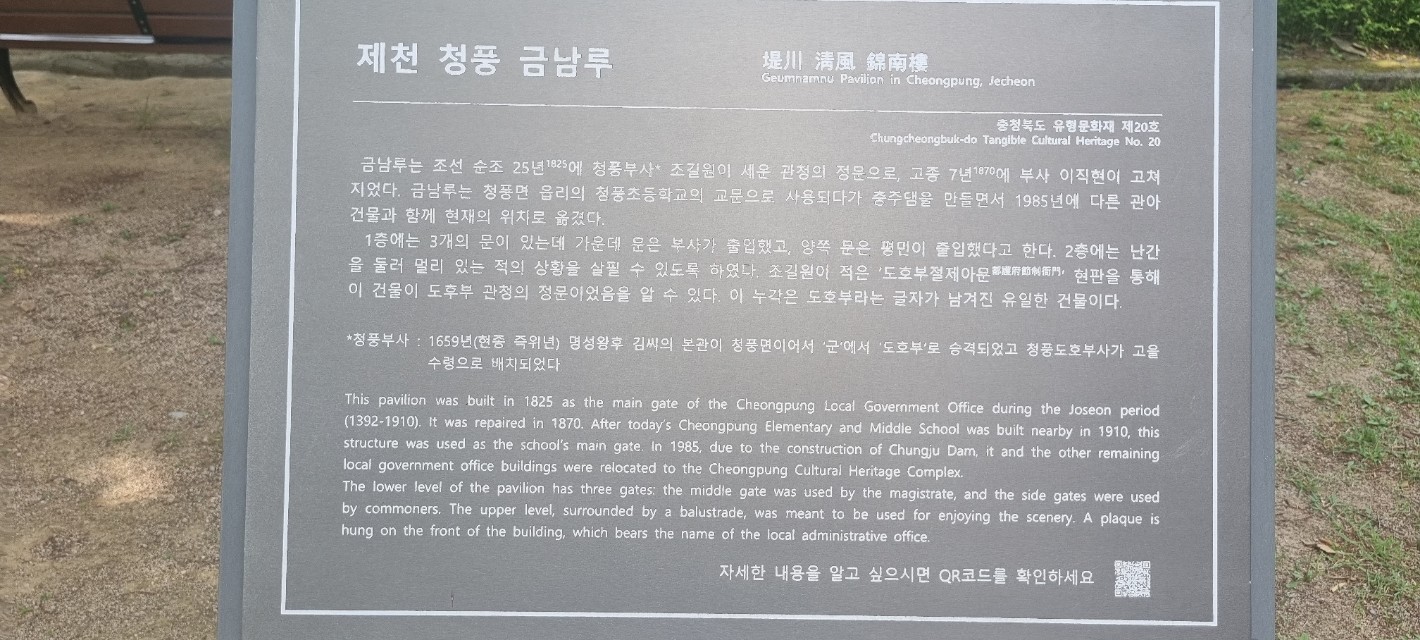 제천 청풍 금남루
堤川 淸風 錦南樓
Geumnamnu Pavilion in Cheongpung, Jecheon
충청북도 유형문화재 제20호
Chungcheongbuk-do Tangible Cultural Heritage No. 20
금남루는 조선 순조 25년1825에 청풍부사* 조길원이 세운 관청의 정문으로, 고종 7년1870에 부사 이직현이 고쳐
지었다. 금남루는 청풍면 읍리의 청풍초등학교의 교문으로 사용되다가 충주댐을 만들면서 1985년에 다른 관아
건물과 함께 현재의 위치로 옮겼다.
1층에는 3개의 문이 있는데 가운데 문은 부사가 출입했고, 양쪽 문은 평민이 출입했다고 한다. 2층에는 난간
을 둘러 멀리 있는 적의 상황을 살필 수 있도록 하였다. 조길원이 적은 '도호부절제아문都護府節制衙門' 현판을 통해
이 건물이 도후부 관청의 정문이었음을 알 수 있다. 이 누각은 도호부라는 글자가 남겨진 유일한 건물이다.
*청풍부사 : 1659년(현종 즉위년) 명성왕후 김씨의 본관이 청풍면이어서 '군'에서 '도호부'로 승격되었고 청풍도호부사가 고을
수령으로 배치되었다
This pavilion was built in 1825 as the main gate of the Cheongpung Local Government Office during the Joseon period
(1392-1910). It was repaired in 1870. After today's Cheongpung Elementary and Middle School was built nearby in 1910, this
structure was used as the school's main gate. In 1985, due to the construction of Chungju Dam, it and the other remaining
local government office buildings were relocated to the Cheongpung Cultural Heritage Complex.
The lower level of the pavilion has three gates: the middle gate was used by the magistrate, and the side gates were used
by commoners. The upper level, surrounded by a balustrade, was meant to be used for enjoying the scenery. A plaque is
hung on the front of the building, which bears the name of the local administrative office.
자세한 내용을 알고 싶으시면 QR코드를 확인하세요